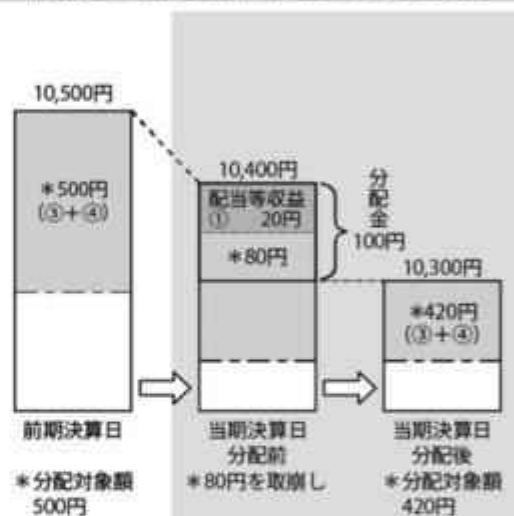 10,500円
*500円
(③+④)
前期決算日
*分配対象額
500円
10,400円
配当等収益
① 20円
*80円
分配金
100円
当期決算日
分配前
*80円を取崩し
10,300円
*420円
(③+④)
当期決算日
分配後
*分配対象額
420円